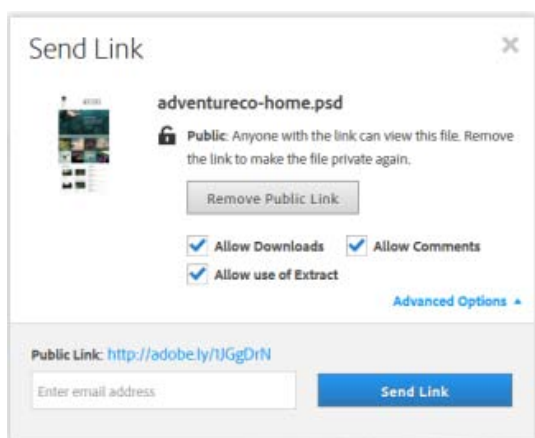 Send Link
adventureco-home.psd
Public: Anyone with the link can view this file. Remove
the link to make the file private again.
Remove Public Link
Allow Downloads Allow Comments
Allow use of Extract
Advanced Options
Public Link: http://adobe.ly/1JGgDrN
Enter email address Send Link